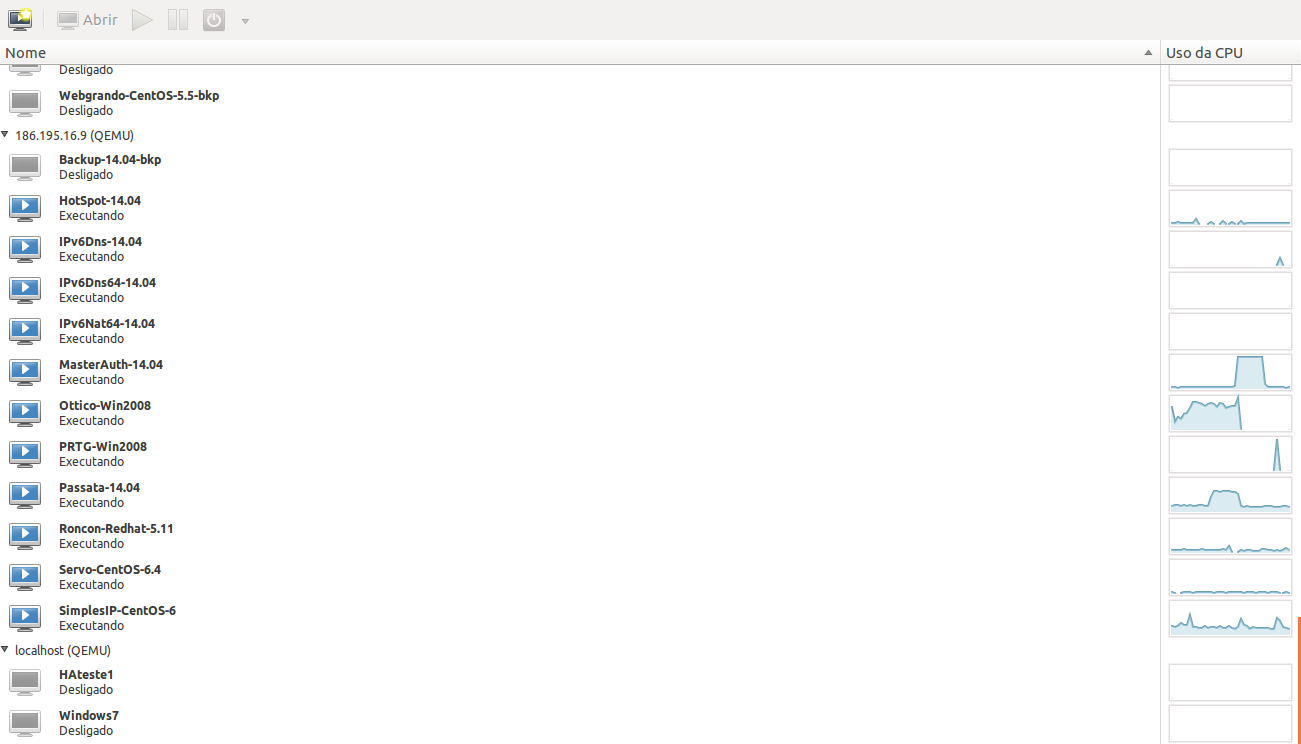 Abrir
Nome
Uso da CPU
Desligado
Webgrando-CentOS-5.5-bkp
Desligado
186.195.16.9 (QEMU)
Backup-14.04-bkp
Desligado
HotSpot-14.04
Executando
IPv6Dns-14.04
Executando
IPv6Dns64-14.04
Executando
IPv6Nat64-14.04
Executando
MasterAuth-14.04
Executando
Ottico-Win2008
Executando
PRTG-Win2008
Executando
Passata-14.04
Executando
Roncon-Redhat-5.11
Executando
Servo-CentOS-6.4
Executando
SimplesIP-CentOS-6
Executando
localhost (QEMU)
HAteste1
Desligado
Windows7
Desligado